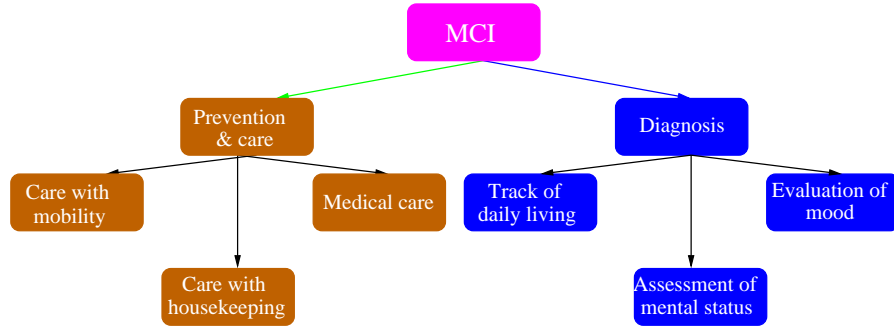 MCI
Prevention
& care
Diagnosis
Care with
mobility
Medical care
Track of
daily living
Evaluation of
mood
Care with
housekeeping
Assessment of
mental status